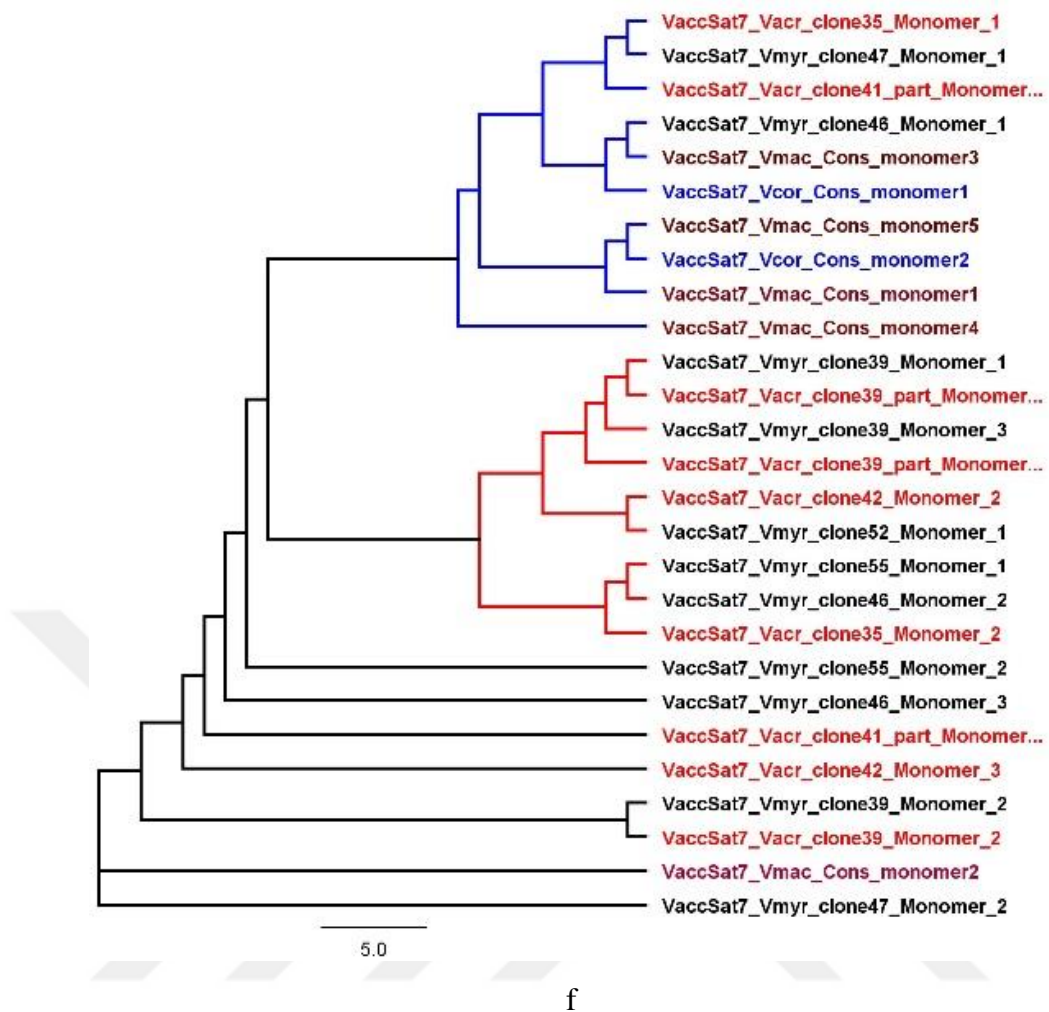 VaccSat7_Vacr_clone35_Monomer_1
VaccSat7_Vmyr_clone47_Monomer_1
VaccSat7_Vacr_clone41_part_Monomer...
VaccSat7_Vmyr_clone46_Monomer_1
VaccSat7_Vmac_Cons_monomer3
VaccSat7_Vcor_Cons_monomer1
VaccSat7_Vmac_Cons_monomer5
VaccSat7_Vcor_Cons_monomer2
VaccSat7_Vmac_Cons_monomer1
VaccSat7_Vmac_Cons_monomer4
VaccSat7_Vmyr_clone39_Monomer_1
VaccSat7_Vacr_clone39_part_Monomer...
VaccSat7_Vmyr_clone39_Monomer_3
VaccSat7_Vacr_clone39_part_Monomer...
VaccSat7_Vacr_clone42_Monomer_2
VaccSat7_Vmyr_clone52_Monomer_1
VaccSat7_Vmyr_clone55_Monomer_1
VaccSat7_Vmyr_clone46_Monomer_2
VaccSat7_Vacr_clone35_Monomer_2
VaccSat7_Vmyr_clone55_Monomer_2
VaccSat7_Vmyr_clone46_Monomer_3
VaccSat7_Vacr_clone41_part_Monomer...
VaccSat7_Vacr_clone42_Monomer_3
VaccSat7_Vmyr_clone39_Monomer_2
VaccSat7_Vacr_clone39_Monomer_2
VaccSat7_Vmac_Cons_monomer2
VaccSat7_Vmyr_clone47_Monomer_2
5.0
f